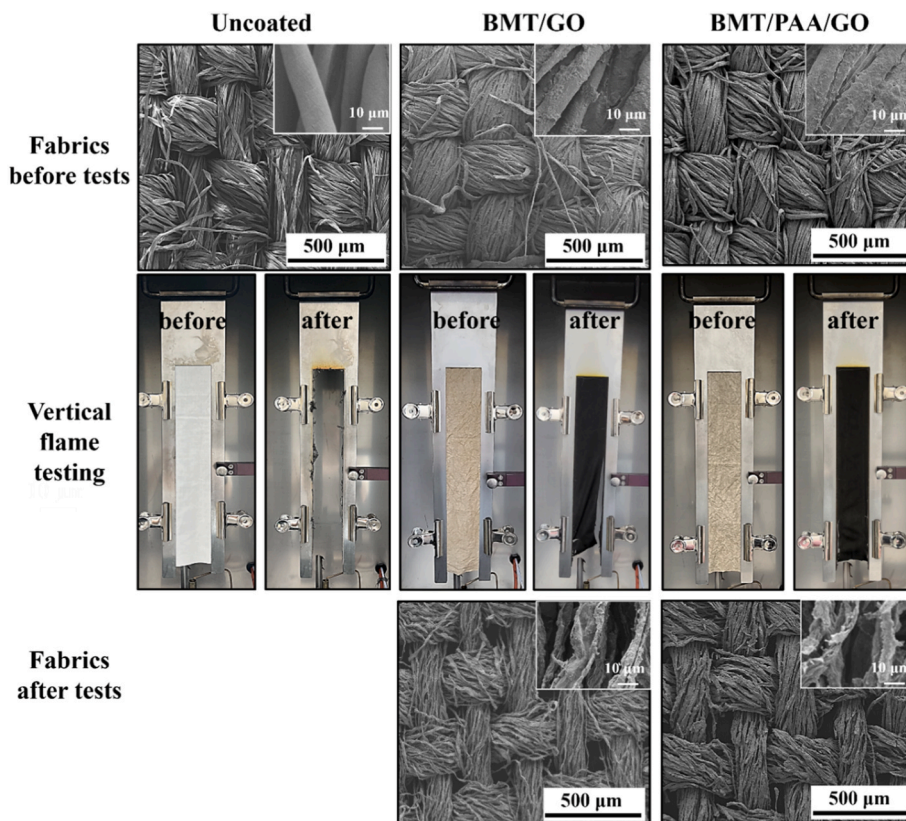 Uncoated
BMT/GO
BMT/PAA/GO
Fabrics
before tests
10 μm
500 μm
10 μm
500 μm
10 μm
500 μm
Vertical
flame
testing
before
after
before
after
before
after
Fabrics
after tests
10 μm
500 μm
10 μm
500 μm